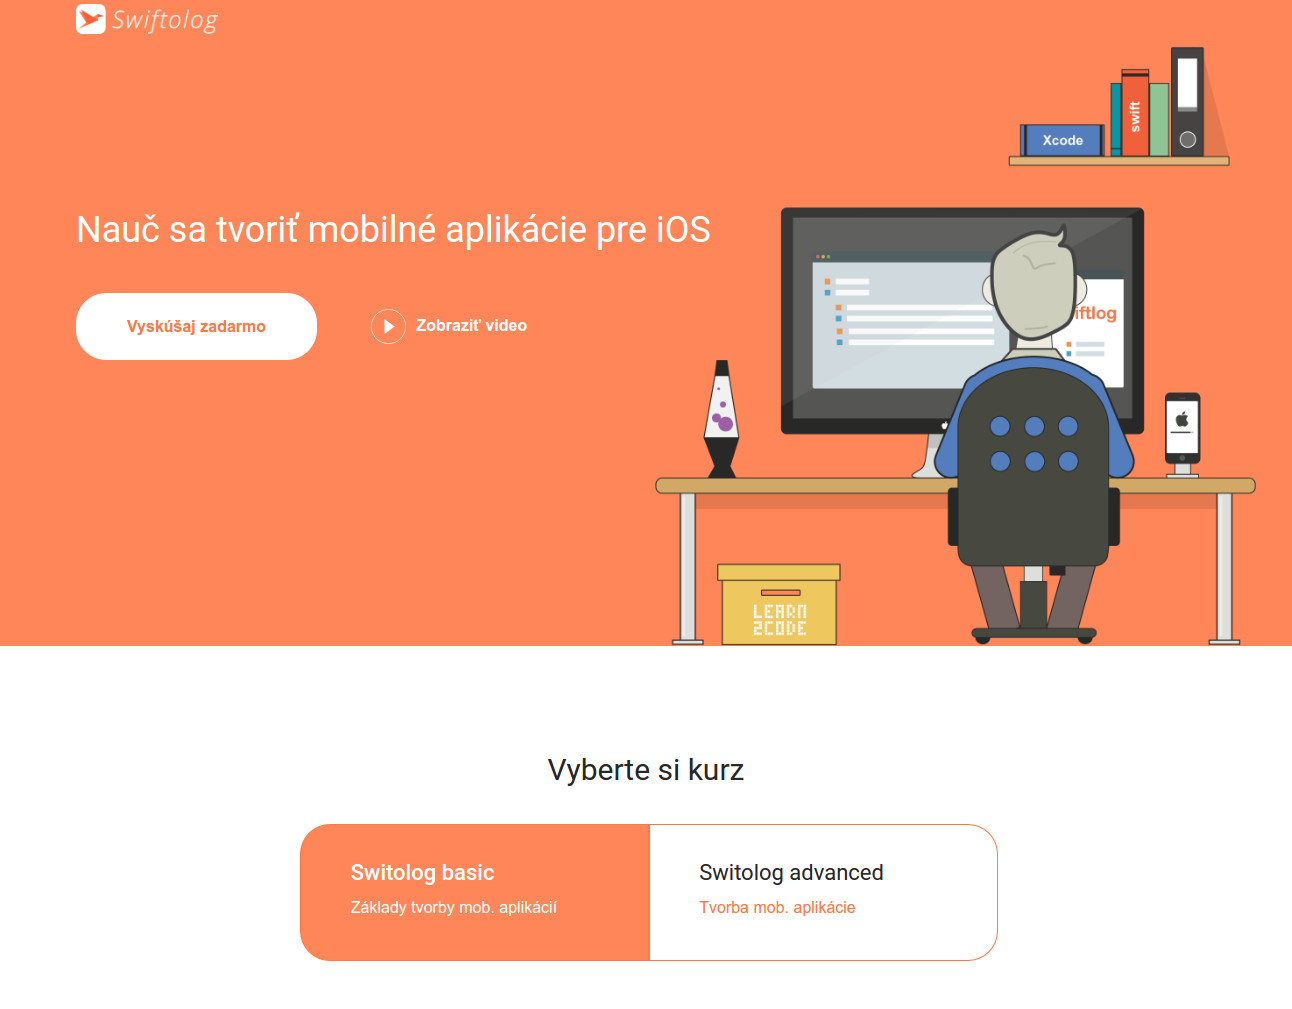 Swiftolog
Xcode
swift
Nauč sa tvoriť mobilné aplikácie pre iOS
Vyskúšaj zadarmo
Zobraziť video
iftlog
LEARN
2CODE
Vyberte si kurz
Switolog basic
Základy tvorby mob. aplikácií
Switolog advanced
Tvorba mob. aplikácie